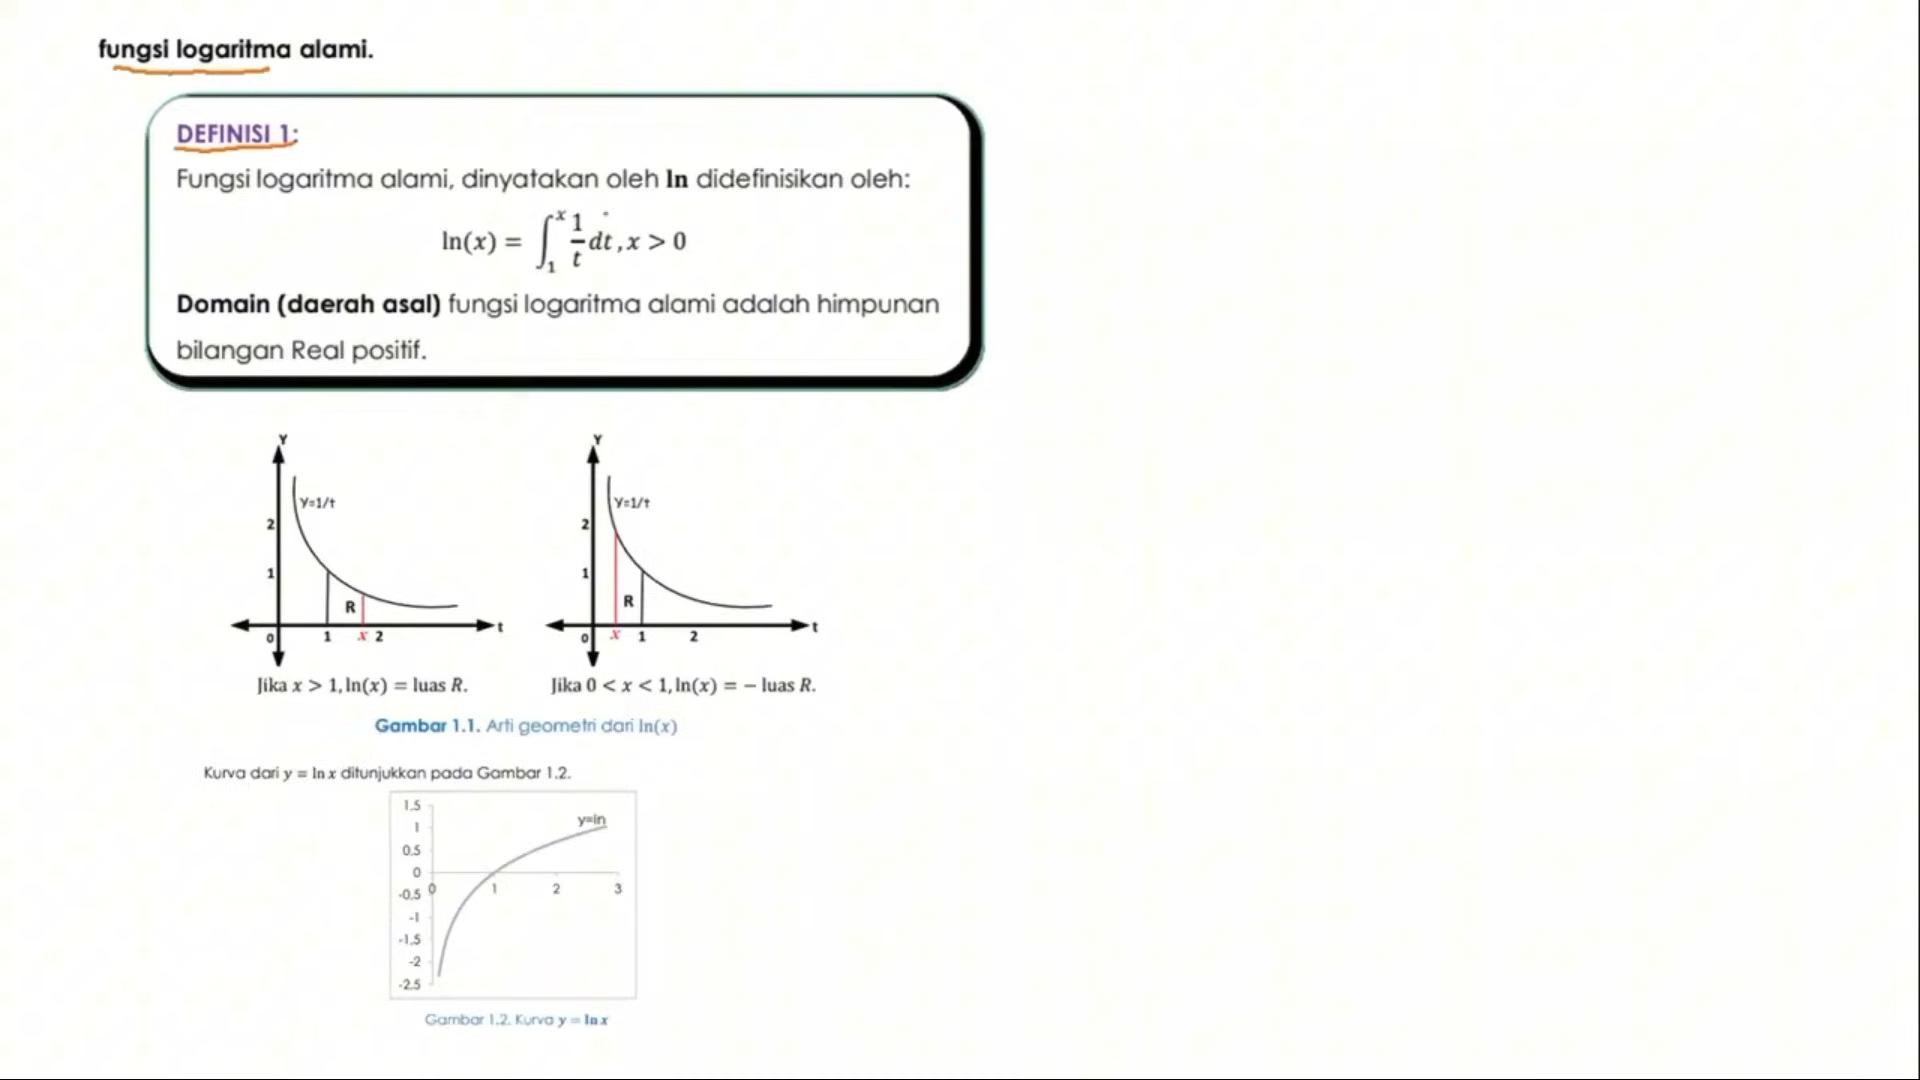 fungsi logaritma alami.
DEFINISI 1:
Fungsi logaritma alami, dinyatakan oleh ln didefinisikan oleh:
ln(x) = ∫₁ˣ 1/t dt , x > 0
Domain (daerah asal) fungsi logaritma alami adalah himpunan
bilangan Real positif.
Y
Y=1/t
2
1
R
0 1 x 2 t
Jika x > 1, ln(x) = luas R.
Y
Y=1/t
2
1
R
0 x 1 2 t
Jika 0 < x < 1, ln(x) = − luas R.
Gambar 1.1. Arti geometri dari ln(x)
Kurva dari y = ln x ditunjukkan pada Gambar 1.2.
1.5
y=ln
1
0.5
0
0 1 2 3
-0.5
-1
-1.5
-2
-2.5
Gambar 1.2. Kurva y = ln x